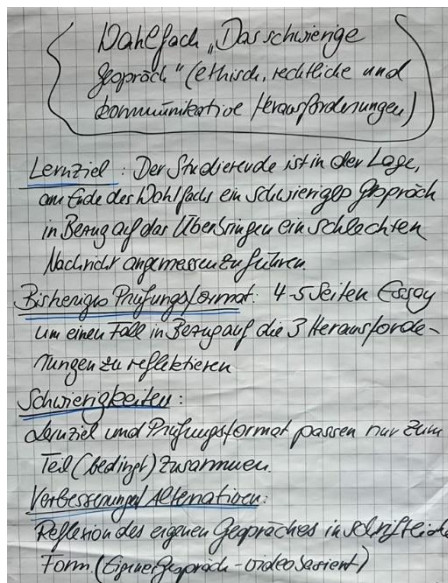 Wahlfach „Das schwierige
Gespräch" (ethisch, rechtliche und
kommunikative Herausforderungen)
Lernziel: Der Studierende ist in der Lage,
am Ende des Wahlfachs ein schwieriges Gespräch
in Bezug auf das Überbringen ein schlechten
Nachricht angemessen zu führen.
Bisheriges Prüfungsformat: 4-5 Seiten Essay
um einen Fall in Bezug auf die 3 Herausforde-
rungen zu reflektieren
Schwierigkeiten:
Lernziel und Prüfungsformat passen nur zum
Teil (bedingt) zusammen.
Verbesserungen/Alternativen:
Reflexion des eigenen Gespräches in schriftlicher
Form (Eigenes Gespräch - videobasiert)